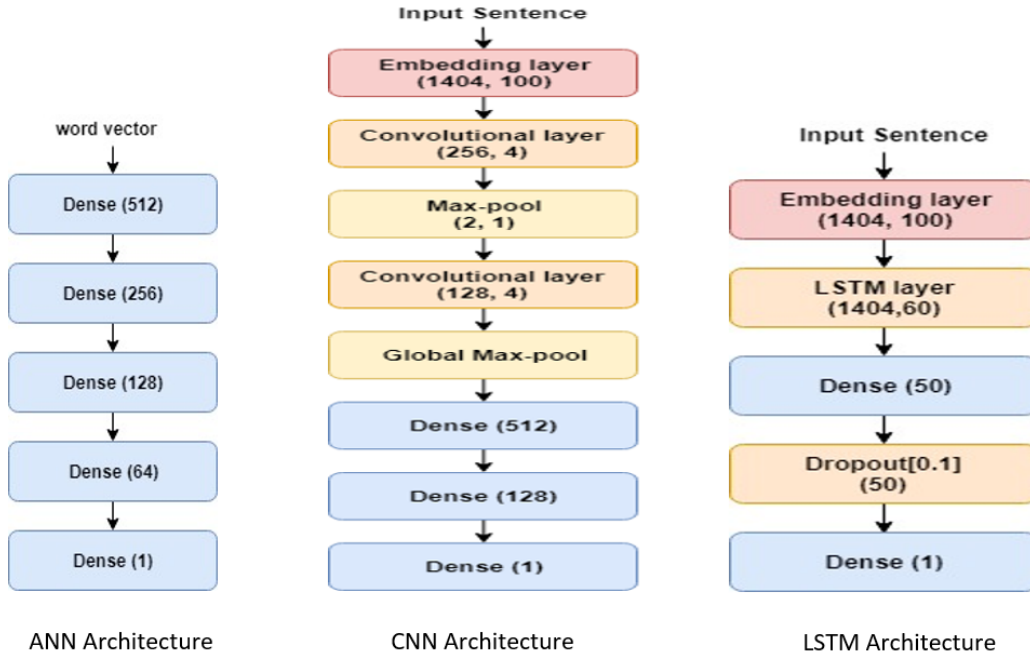 word vector
Dense (512)
Dense (256)
Dense (128)
Dense (64)
Dense (1)
ANN Architecture
Input Sentence
Embedding layer
(1404, 100)
Convolutional layer
(256, 4)
Max-pool
(2, 1)
Convolutional layer
(128, 4)
Global Max-pool
Dense (512)
Dense (128)
Dense (1)
CNN Architecture
Input Sentence
Embedding layer
(1404, 100)
LSTM layer
(1404,60)
Dense (50)
Dropout[0.1]
(50)
Dense (1)
LSTM Architecture